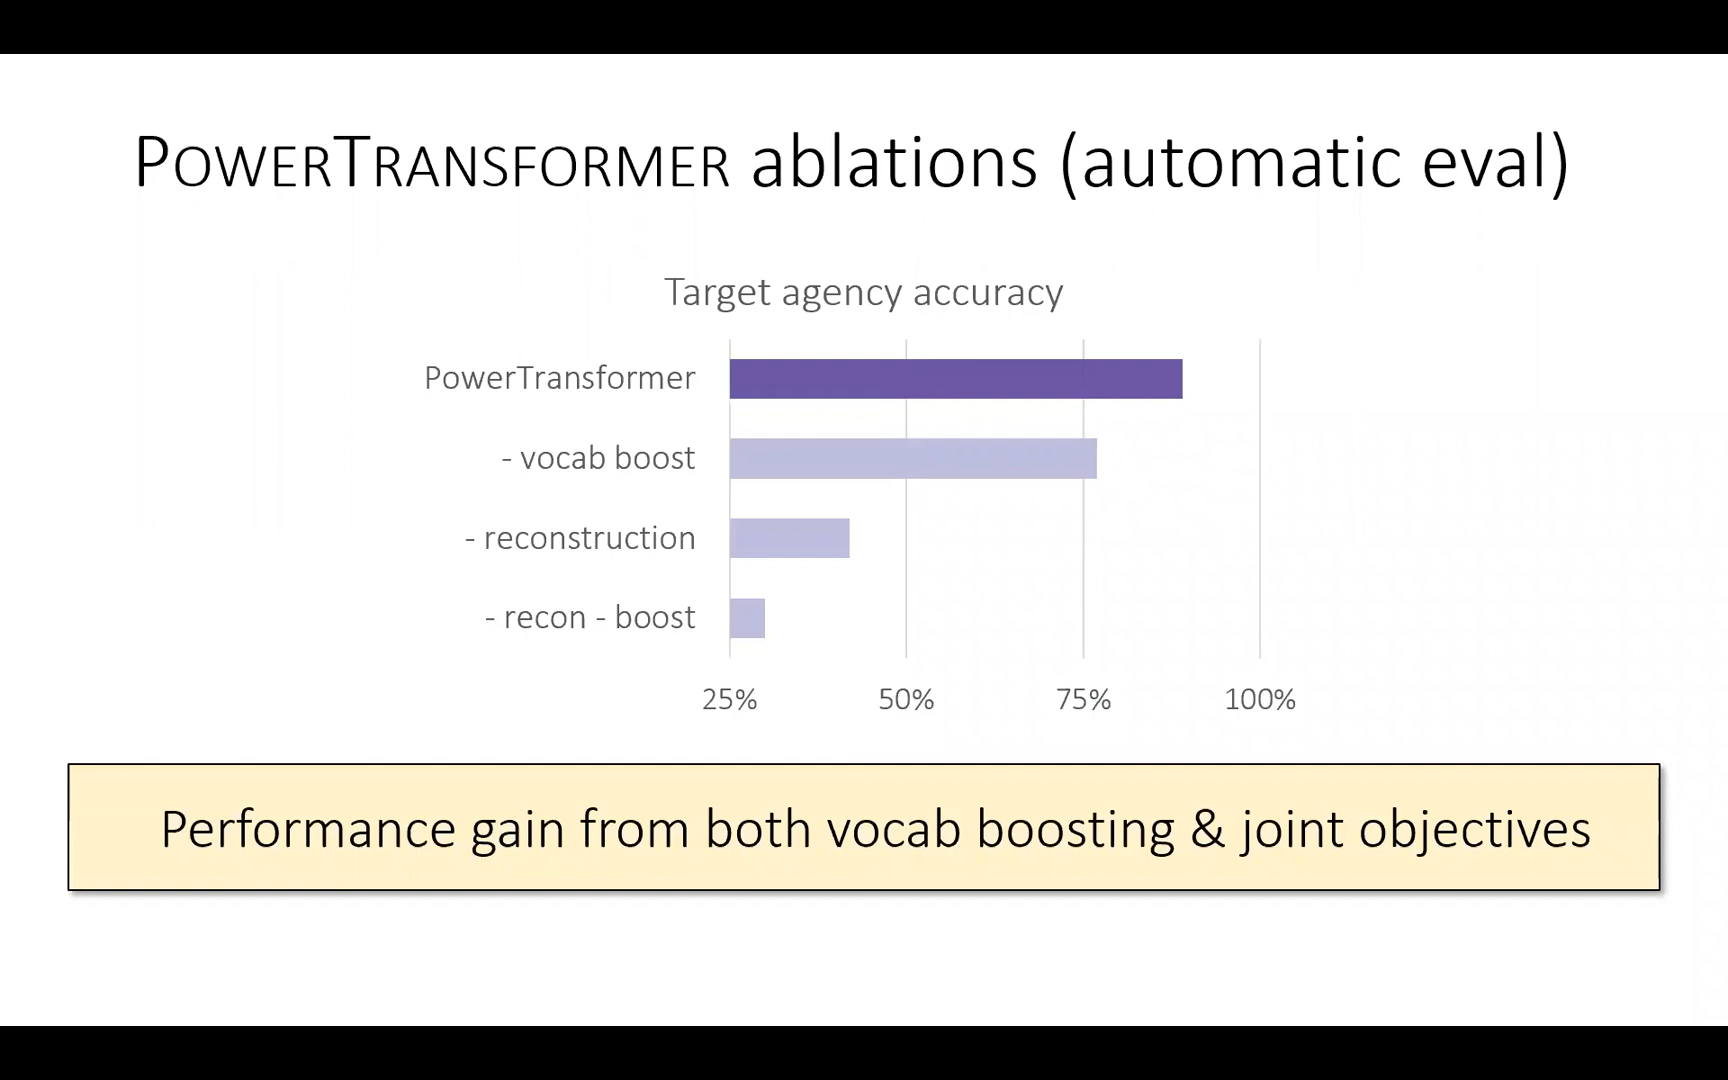 POWERTRANSFORMER ablations (automatic eval)
Target agency accuracy
PowerTransformer
- vocab boost
- reconstruction
- recon - boost
25% 50% 75% 100%
Performance gain from both vocab boosting & joint objectives